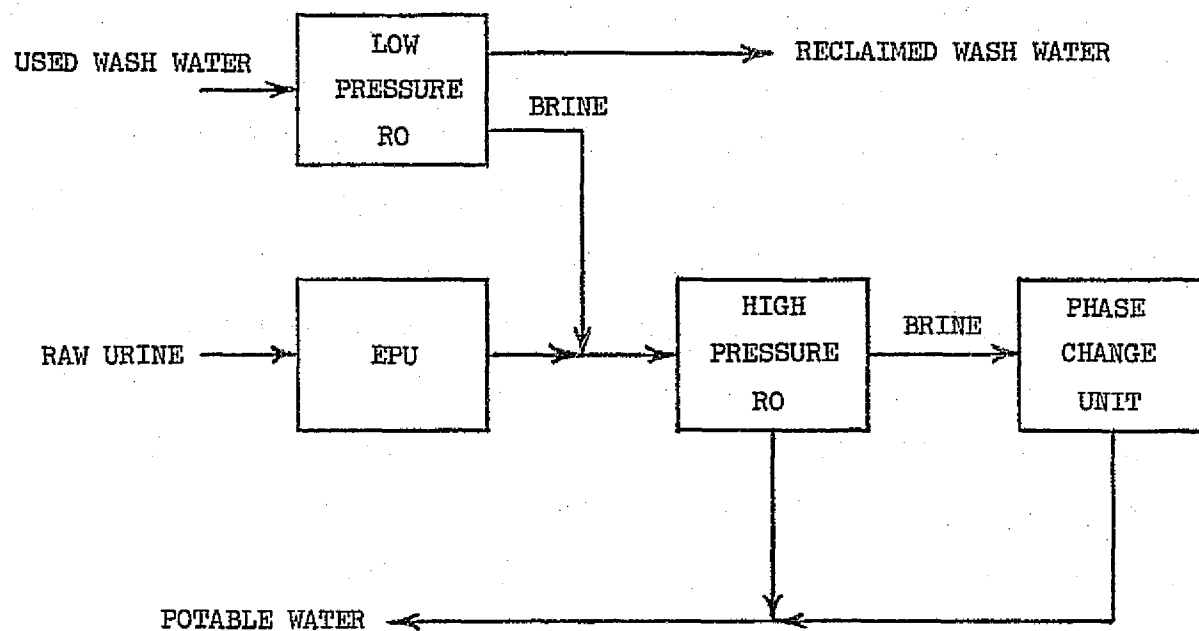 LOW
PRESSURE
RO
USED WASH WATER
RECLAIMED WASH WATER
BRINE
RAW URINE
EPU
HIGH
PRESSURE
RO
BRINE
PHASE
CHANGE
UNIT
POTABLE WATER